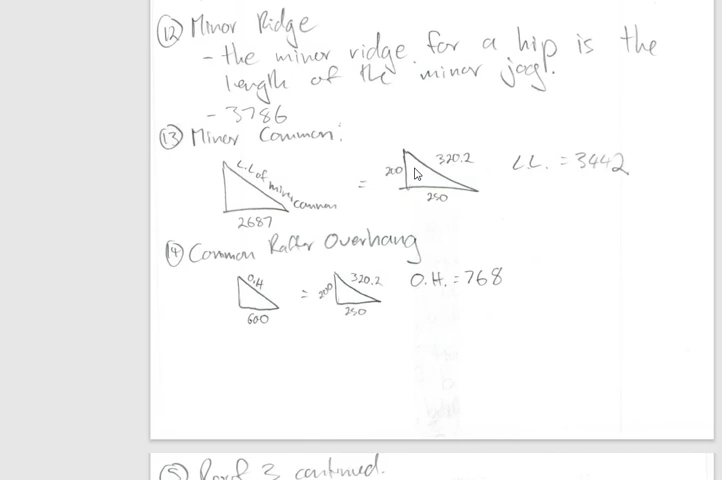 (12) Minor Ridge
- the minor ridge for a hip is the
length of the minor jog.
- 3786
(13) Minor Common:
L.L of minor common
2687
=
200
320.2
250
LL. = 3442
(14) Common Rafter Overhang
O.H
600
=
200
320.2
250
O.H. = 768
Roof 3 continued.